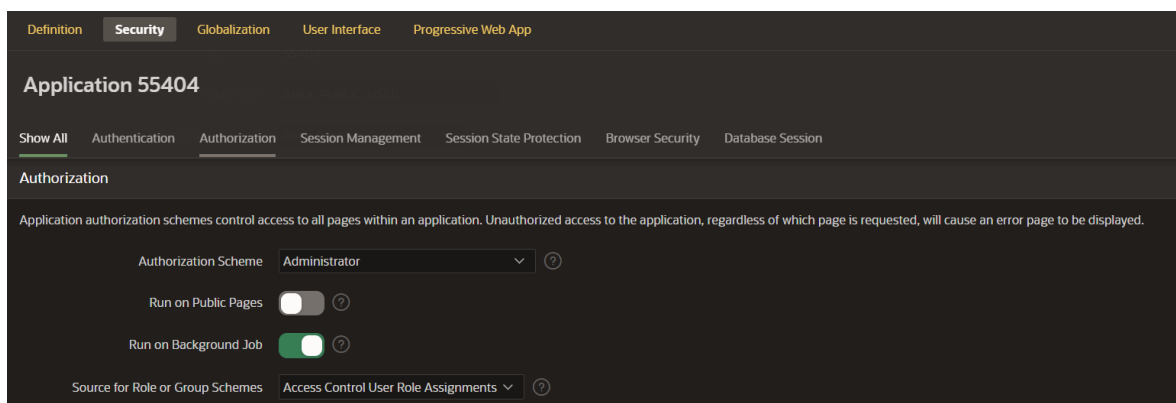 Definition Security Globalization User Interface Progressive Web App
Application 55404
Show All Authentication Authorization Session Management Session State Protection Browser Security Database Session
Authorization
Application authorization schemes control access to all pages within an application. Unauthorized access to the application, regardless of which page is requested, will cause an error page to be displayed.
Authorization Scheme Administrator ?
Run on Public Pages ?
Run on Background Job ?
Source for Role or Group Schemes Access Control User Role Assignments ?